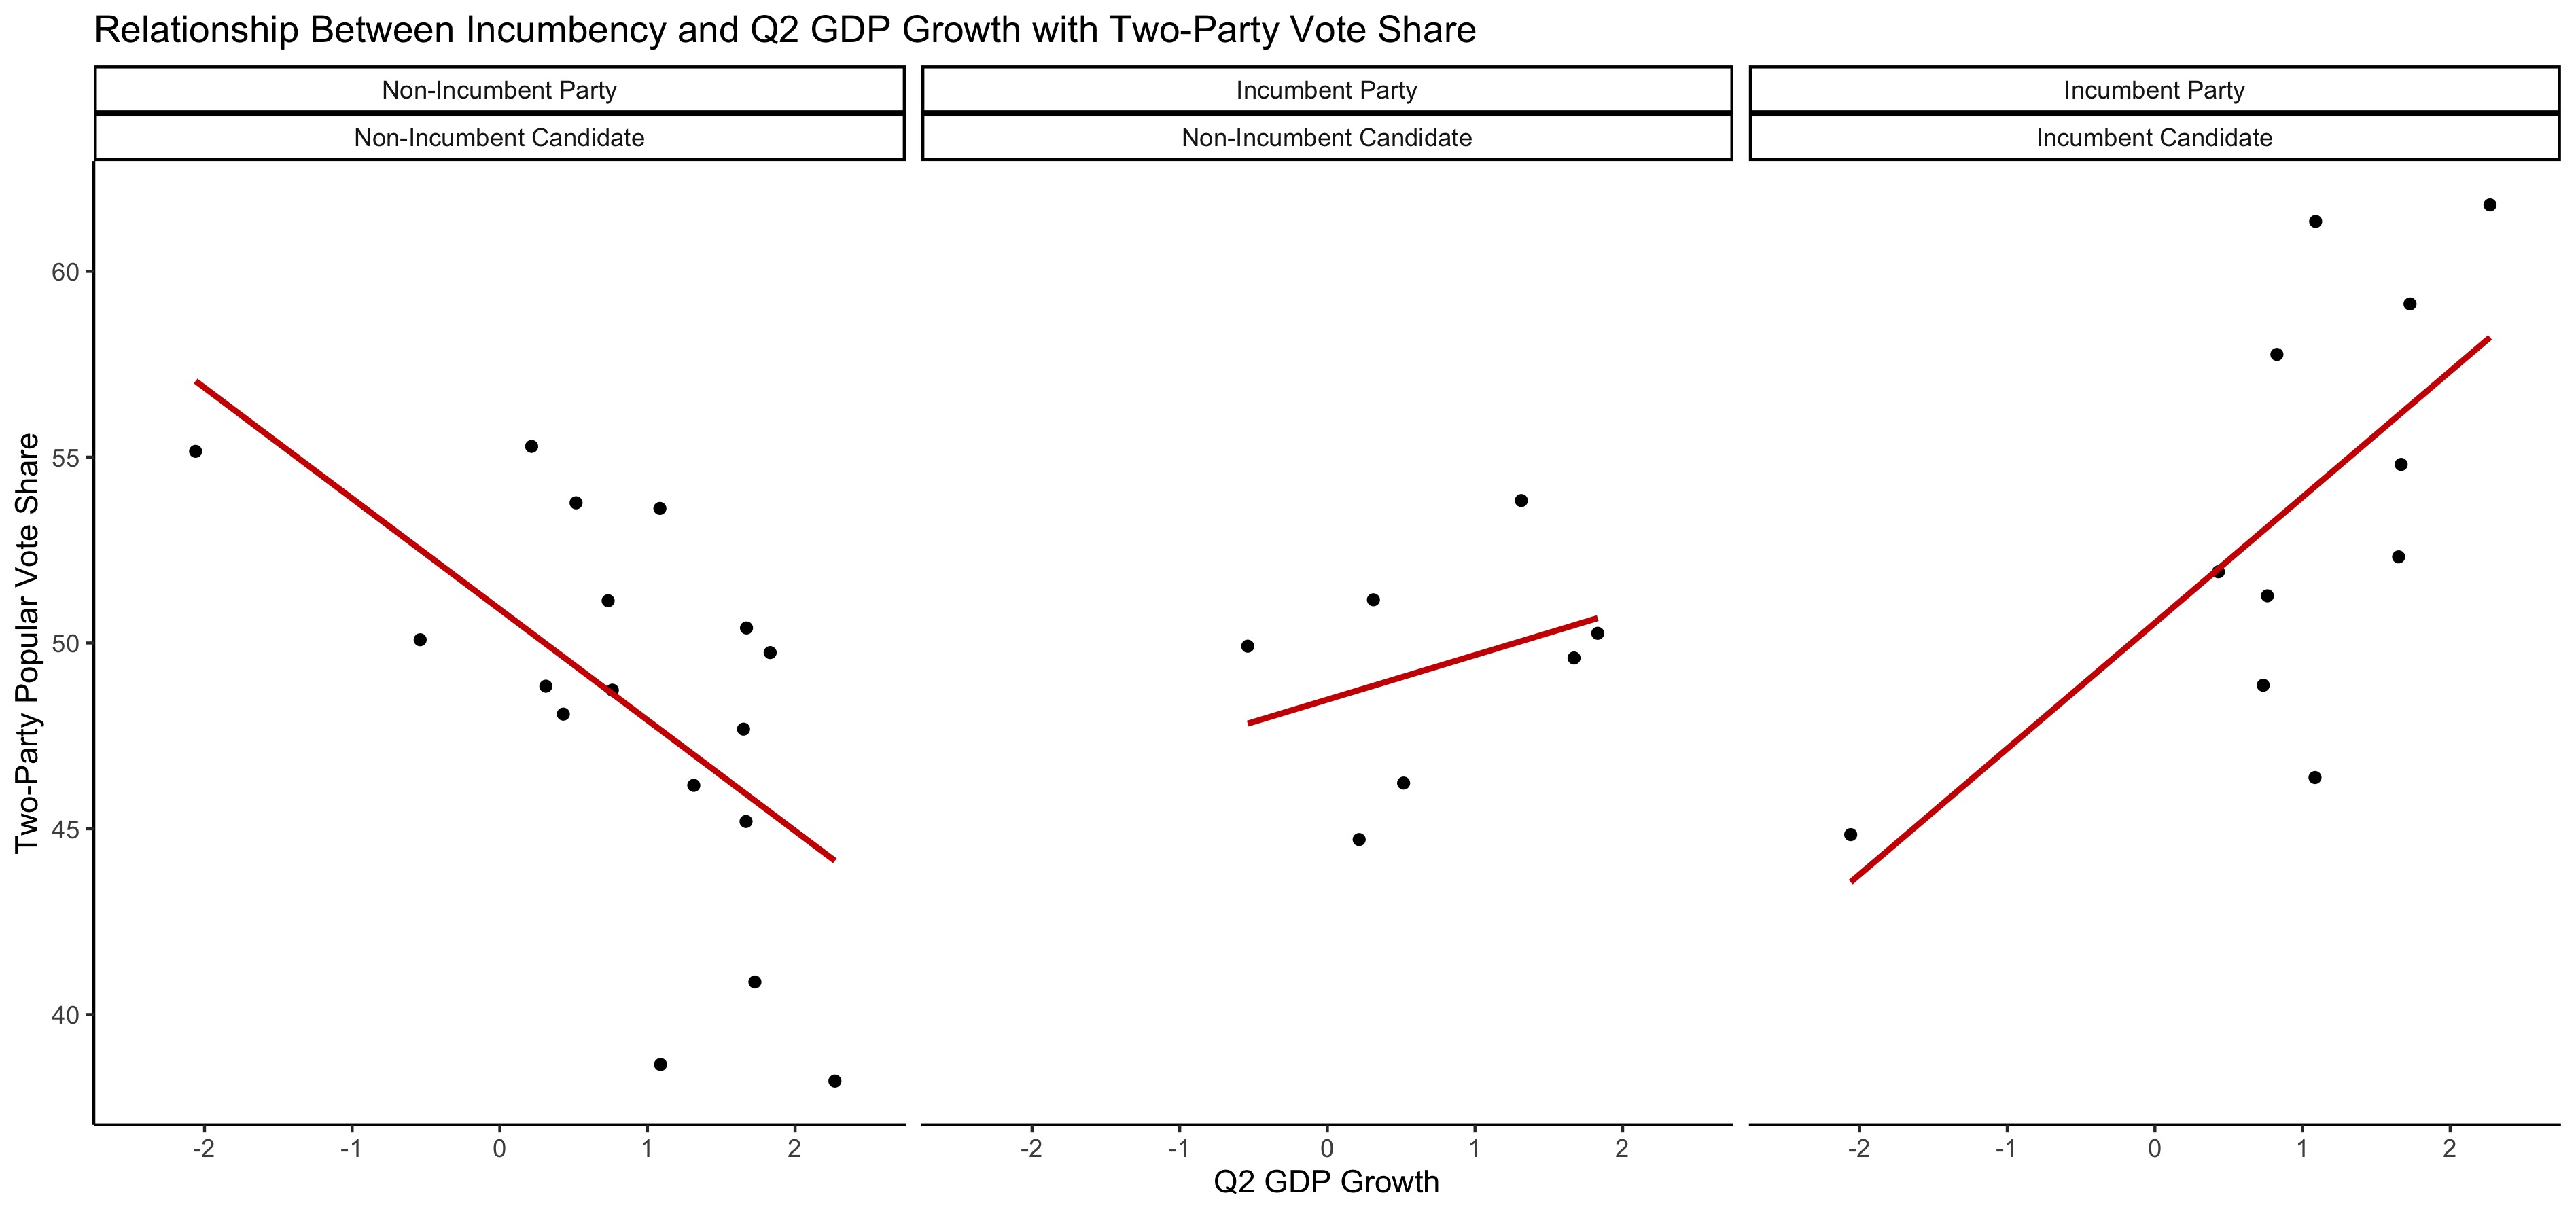 Relationship Between Incumbency and Q2 GDP Growth with Two-Party Vote Share
Non-Incumbent Party
Incumbent Party
Incumbent Party
Non-Incumbent Candidate
Non-Incumbent Candidate
Incumbent Candidate
Two-Party Popular Vote Share
60
55
50
45
40
-2 -1 0 1 2
-2 -1 0 1 2
-2 -1 0 1 2
Q2 GDP Growth